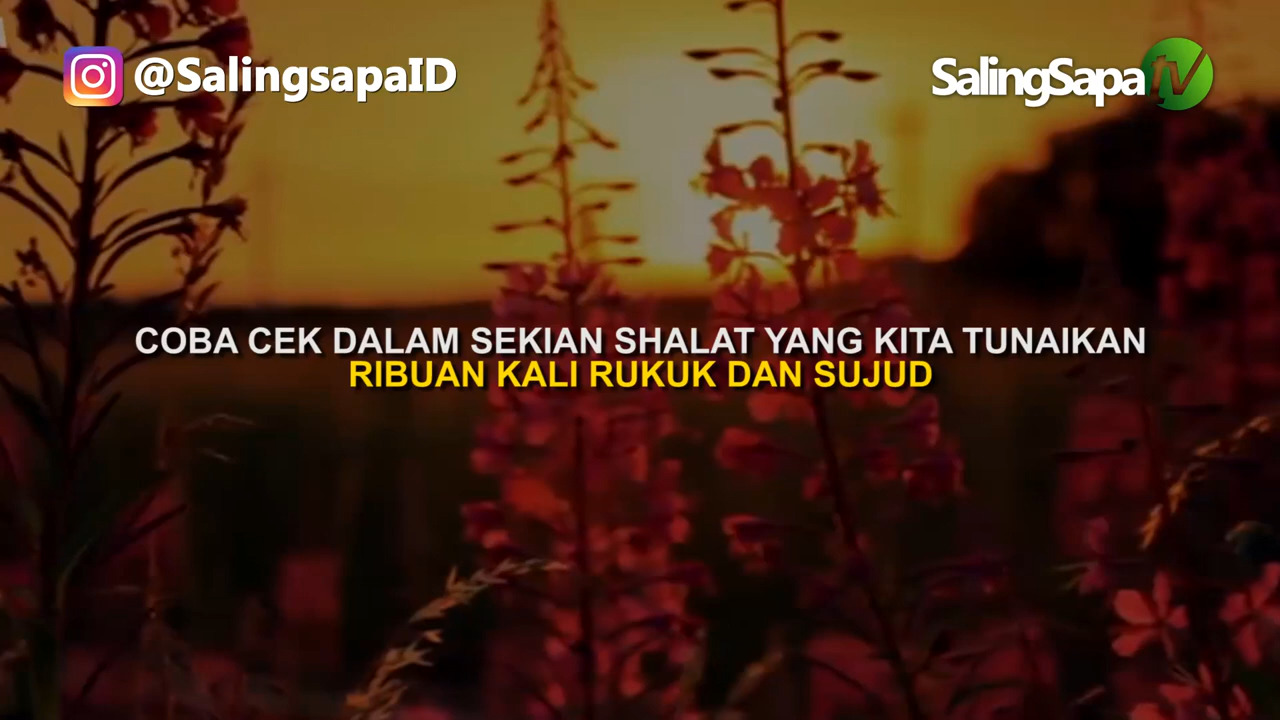 @SalingsapaID
SalingSapa tv
COBA CEK DALAM SEKIAN SHALAT YANG KITA TUNAIKAN
RIBUAN KALI RUKUK DAN SUJUD